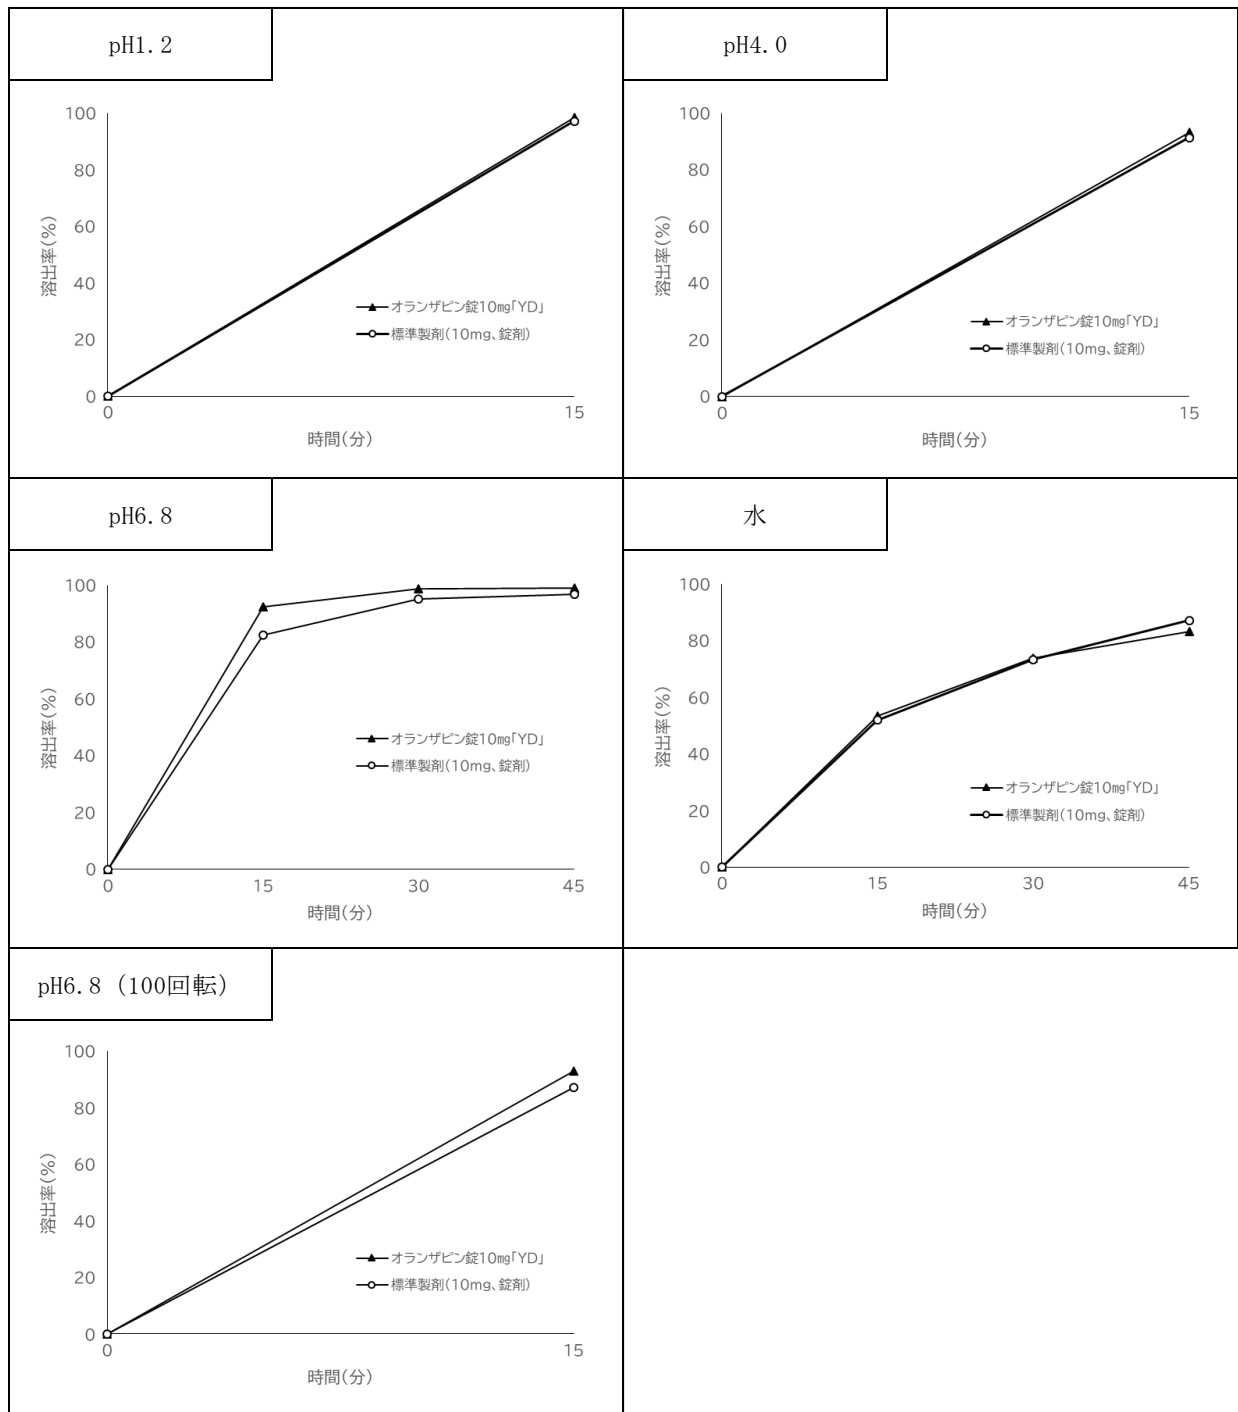 pH1.2
100
80
60
40
20
0
溶出率(%)
オランザピン錠10㎎「YD」
標準製剤(10mg、錠剤)
0 15
時間(分)
pH4.0
100
80
60
40
20
0
溶出率(%)
オランザピン錠10㎎「YD」
標準製剤(10mg、錠剤)
0 15
時間(分)
pH6.8
100
80
60
40
20
0
溶出率(%)
オランザピン錠10㎎「YD」
標準製剤(10mg、錠剤)
0 15 30 45
時間(分)
水
100
80
60
40
20
0
溶出率(%)
オランザピン錠10㎎「YD」
標準製剤(10mg、錠剤)
0 15 30 45
時間(分)
pH6.8（100回転）
100
80
60
40
20
0
溶出率(%)
オランザピン錠10㎎「YD」
標準製剤(10mg、錠剤)
0 15
時間(分)